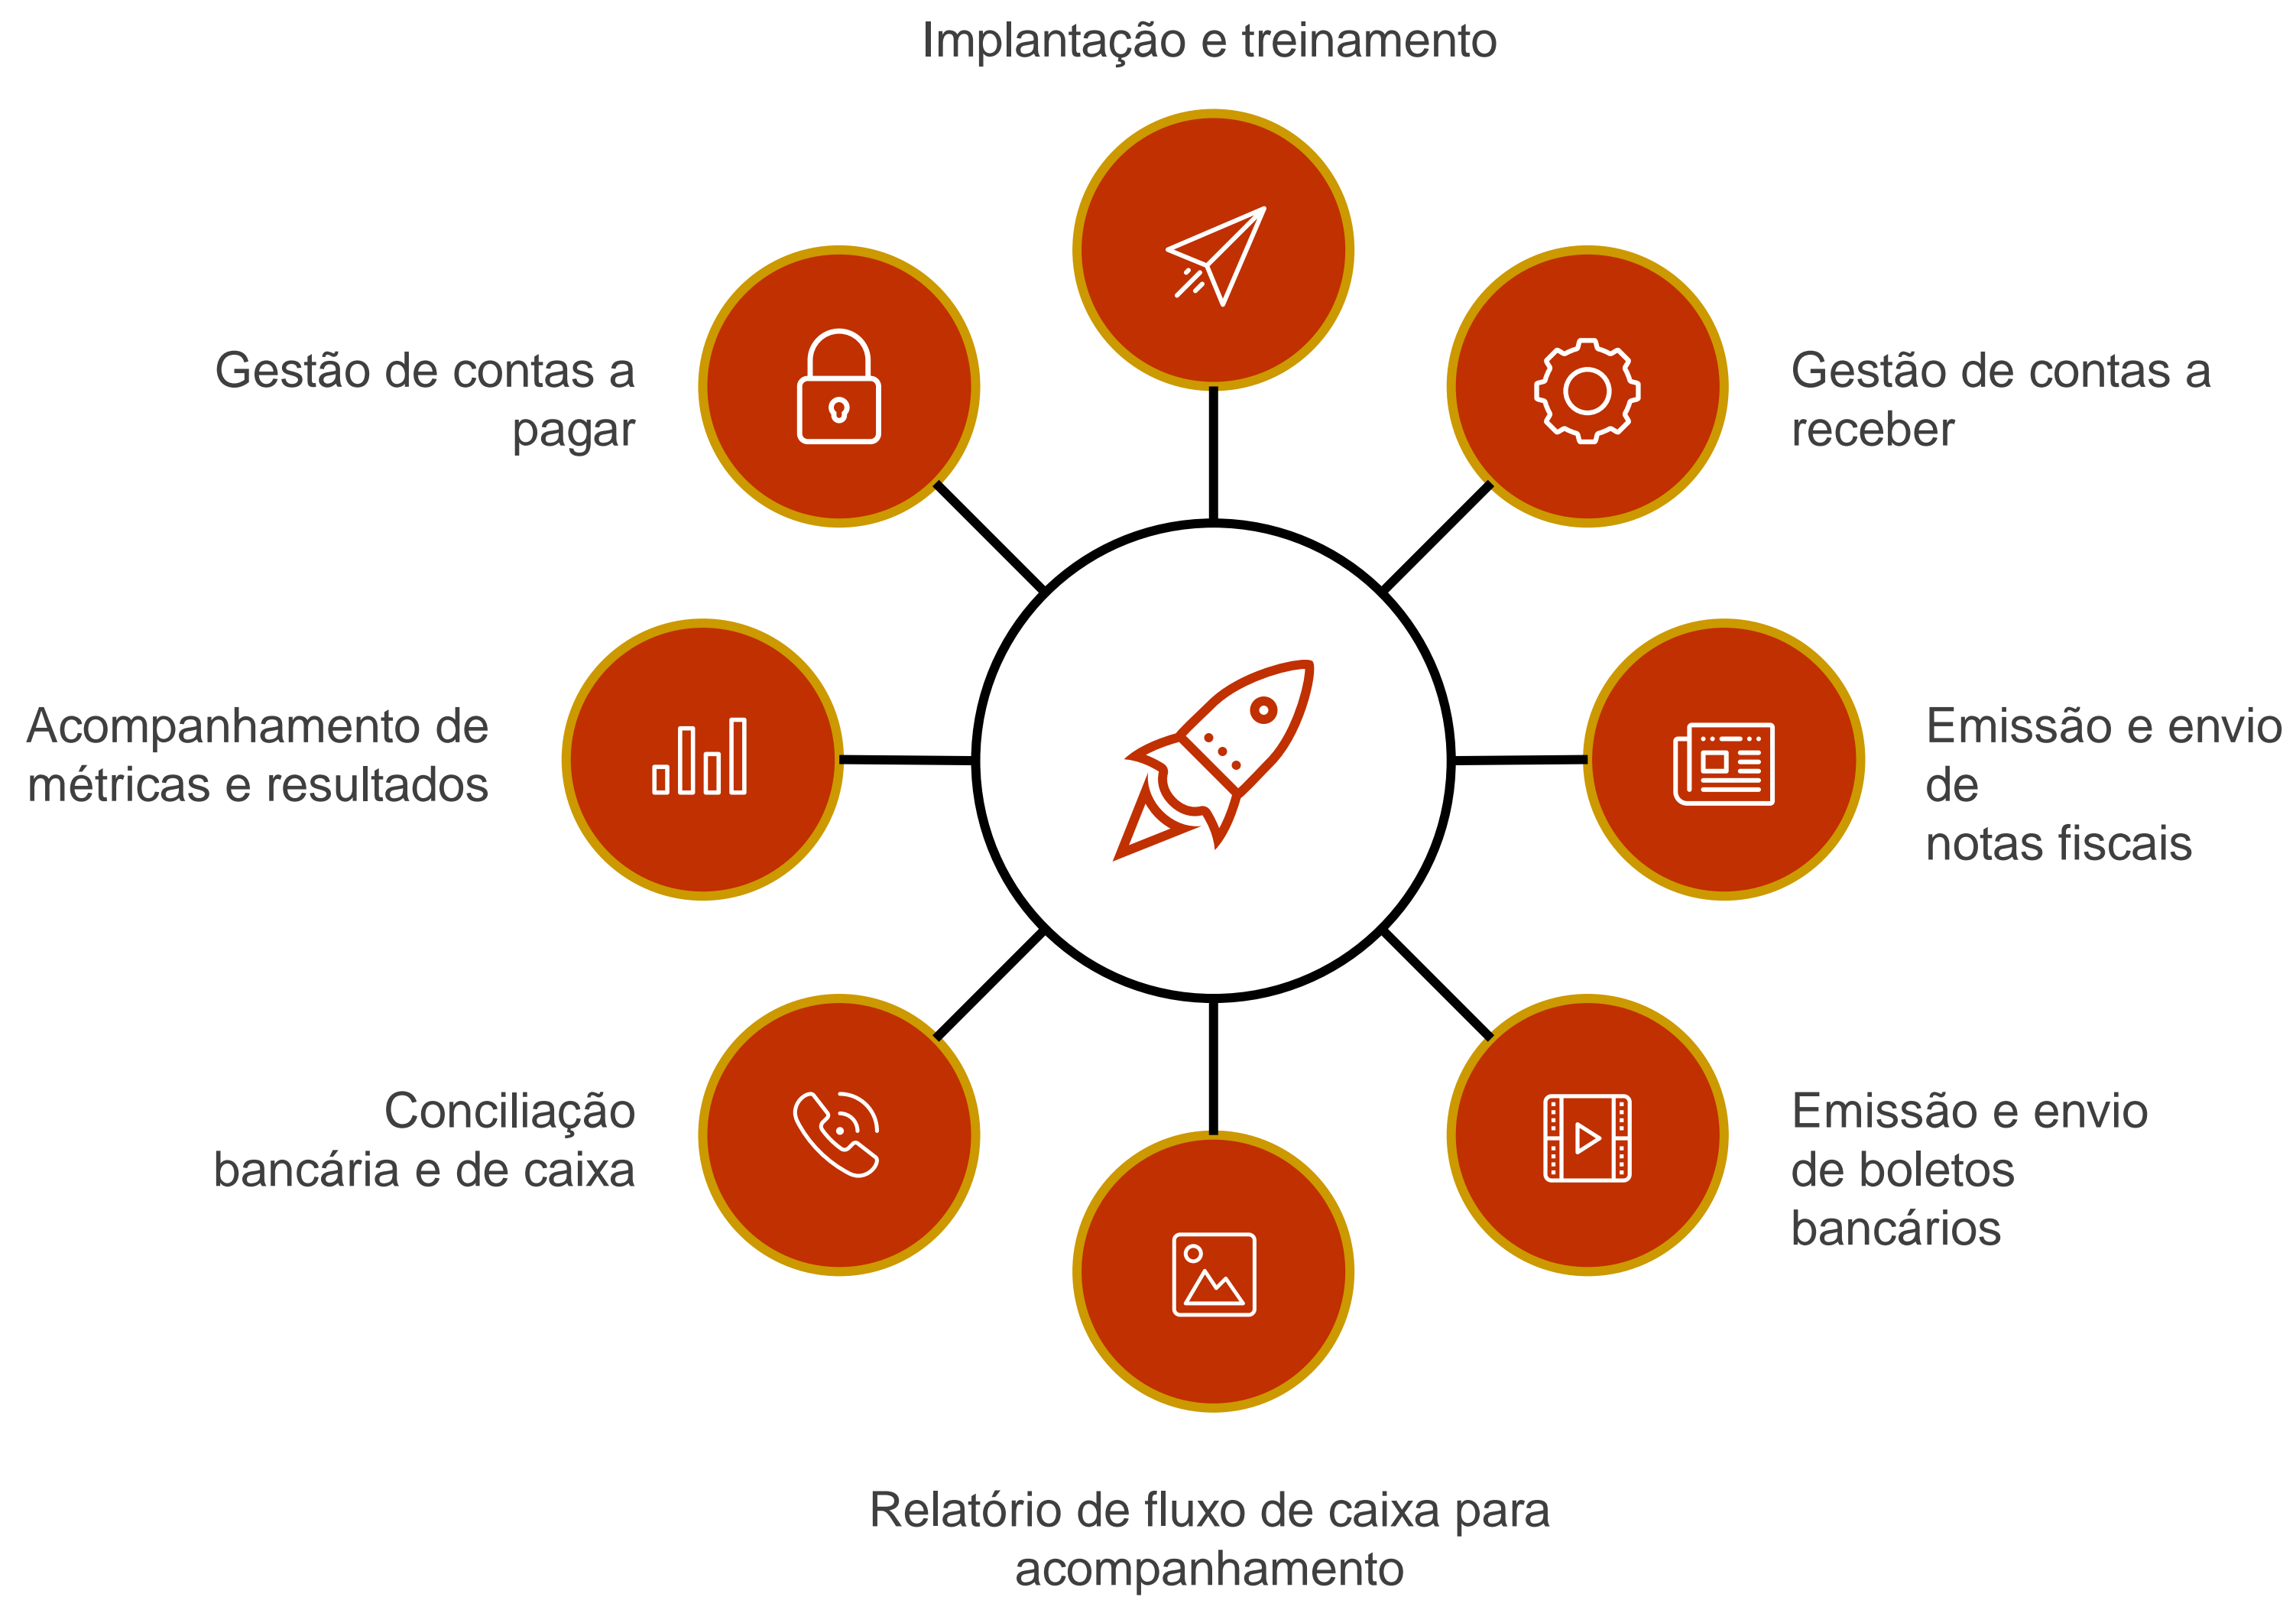 Implantação e treinamento
Gestão de contas a
pagar
Gestão de contas a
receber
Acompanhamento de
métricas e resultados
Emissão e envio
de
notas fiscais
Conciliação
bancária e de caixa
Emissão e envio
de boletos
bancários
Relatório de fluxo de caixa para
acompanhamento